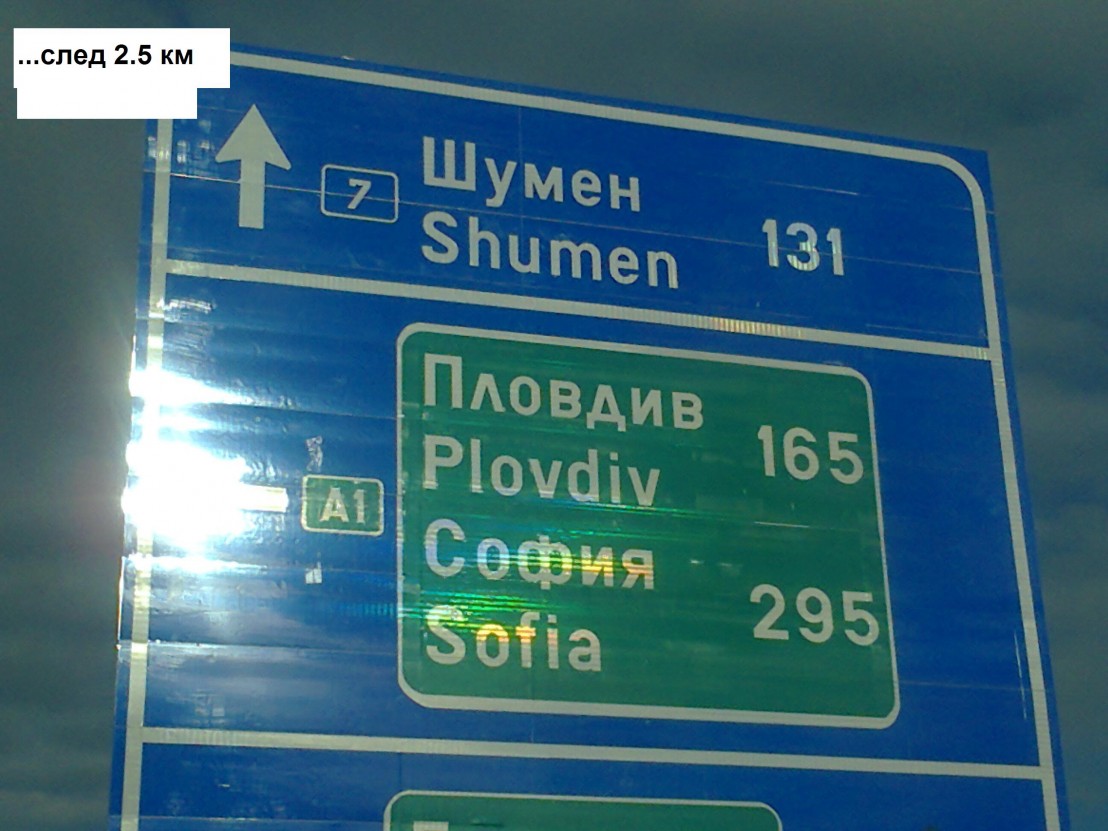 ...след 2.5 км
7
Шумен
Shumen 131
Пловдив
Plovdiv 165
A1
София
Sofia 295